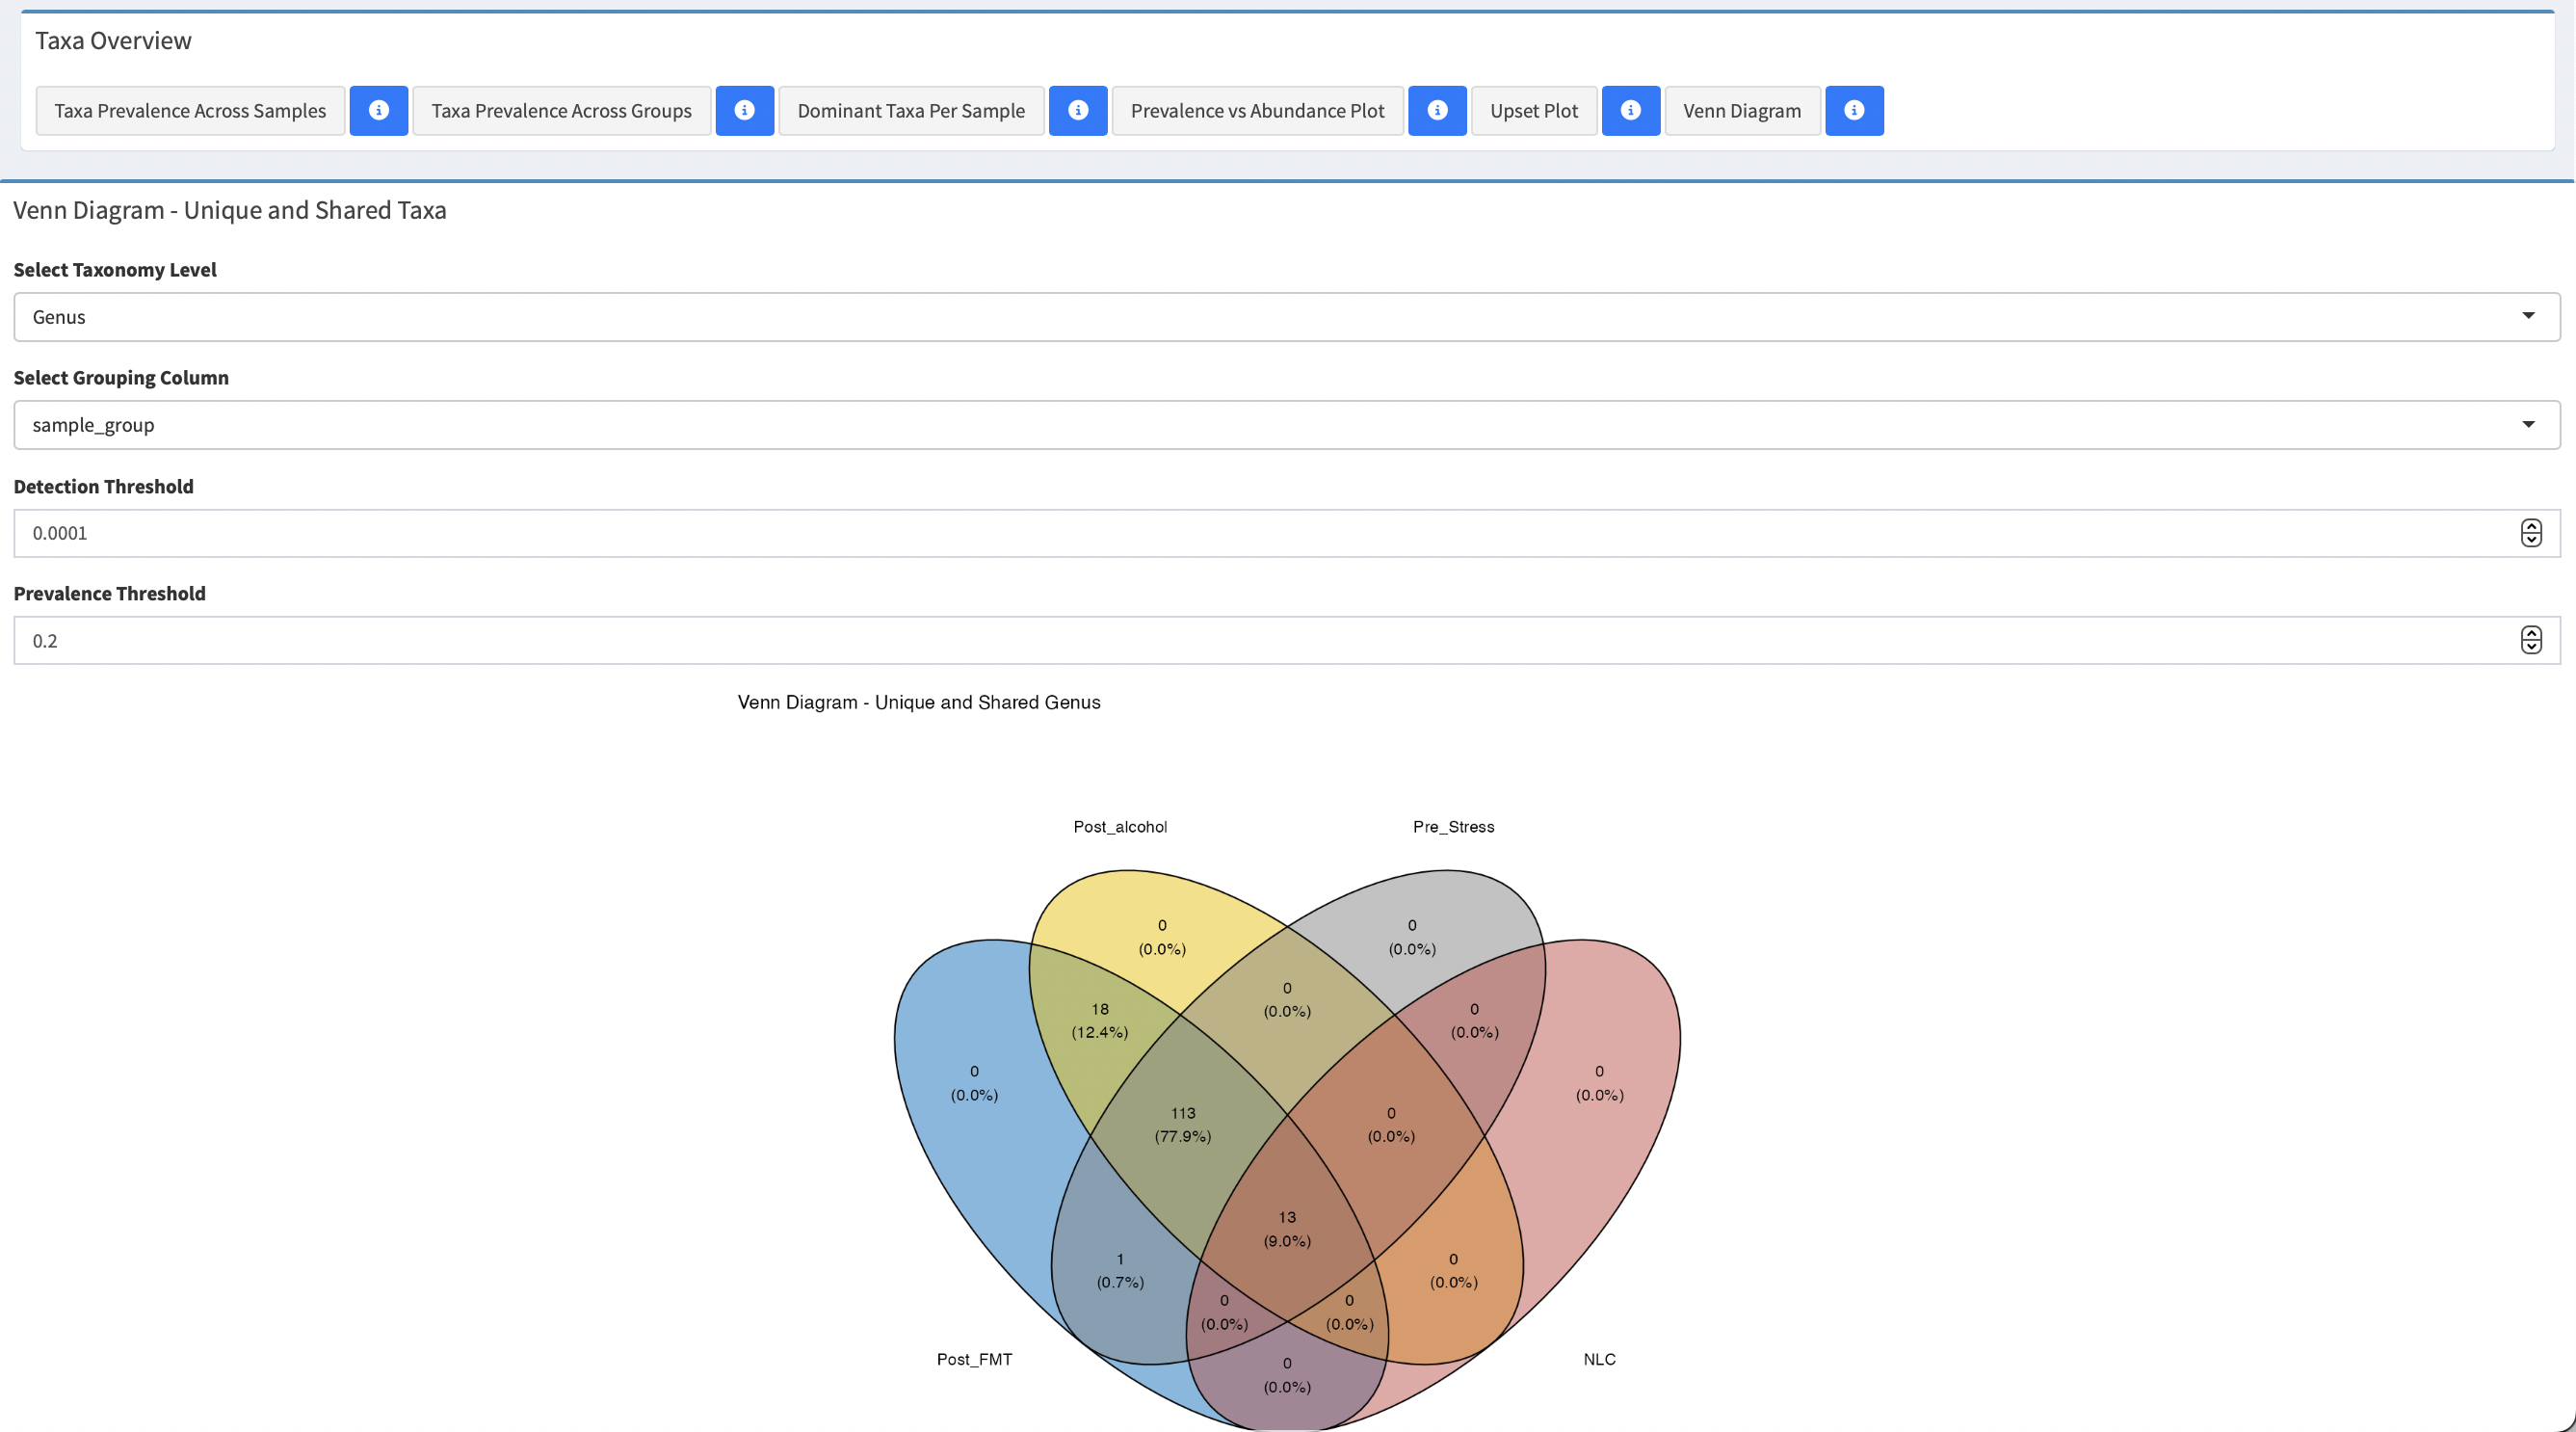 Taxa Overview
Taxa Prevalence Across Samples Taxa Prevalence Across Groups Dominant Taxa Per Sample Prevalence vs Abundance Plot Upset Plot Venn Diagram
Venn Diagram - Unique and Shared Taxa
Select Taxonomy Level
Genus
Select Grouping Column
sample_group
Detection Threshold
0.0001
Prevalence Threshold
0.2
Venn Diagram - Unique and Shared Genus
Post_alcohol Pre_Stress
0 0
(0.0%) (0.0%)
0
(0.0%)
18 0
(12.4%) (0.0%)
0 0
(0.0%) (0.0%)
113 0
(77.9%) (0.0%)
13
(9.0%)
1 0
(0.7%) (0.0%)
0 0
(0.0%) (0.0%)
Post_FMT NLC
0
(0.0%)